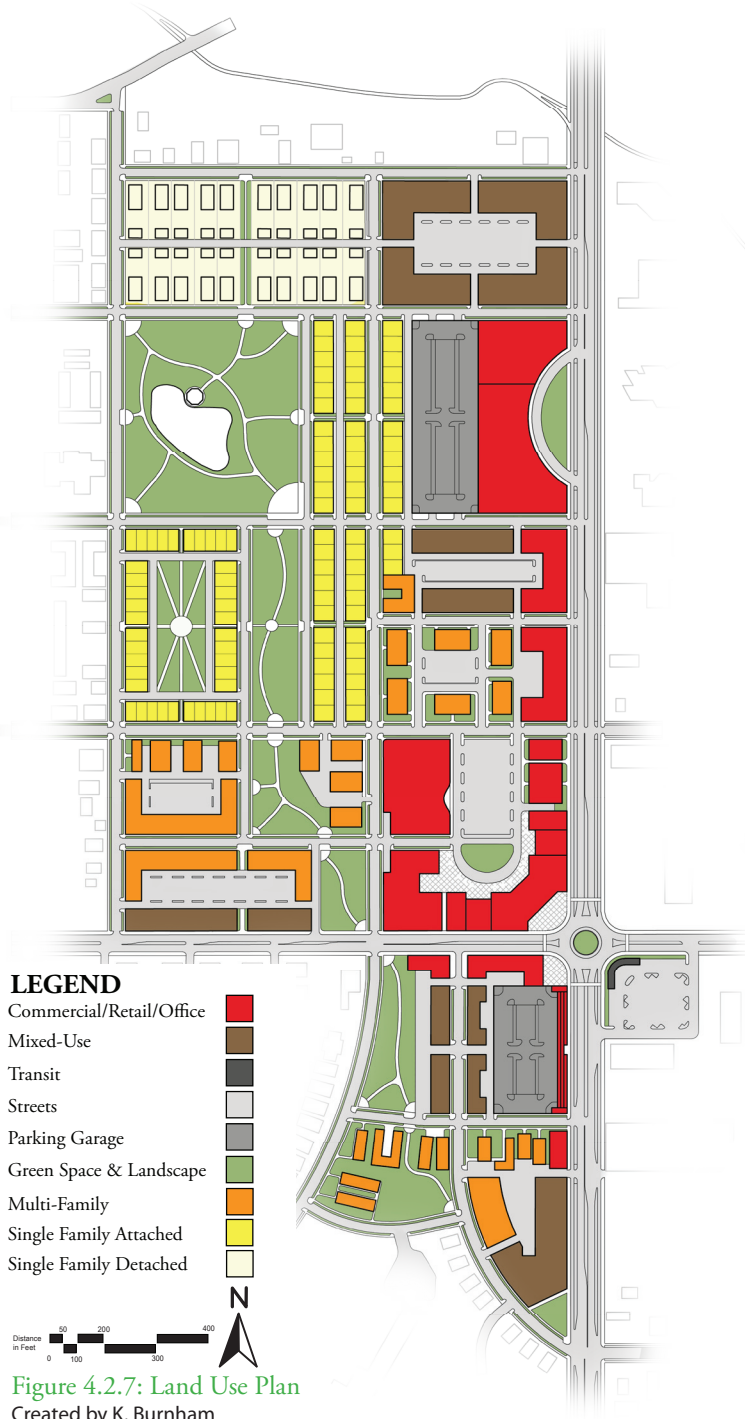 LEGEND
Commercial/Retail/Office
Mixed-Use
Transit
Streets
Parking Garage
Green Space & Landscape
Multi-Family
Single Family Attached
Single Family Detached
N
50 200 400
Distance
in Feet
0 100 300
Figure 4.2.7: Land Use Plan
Created by K. Burnham